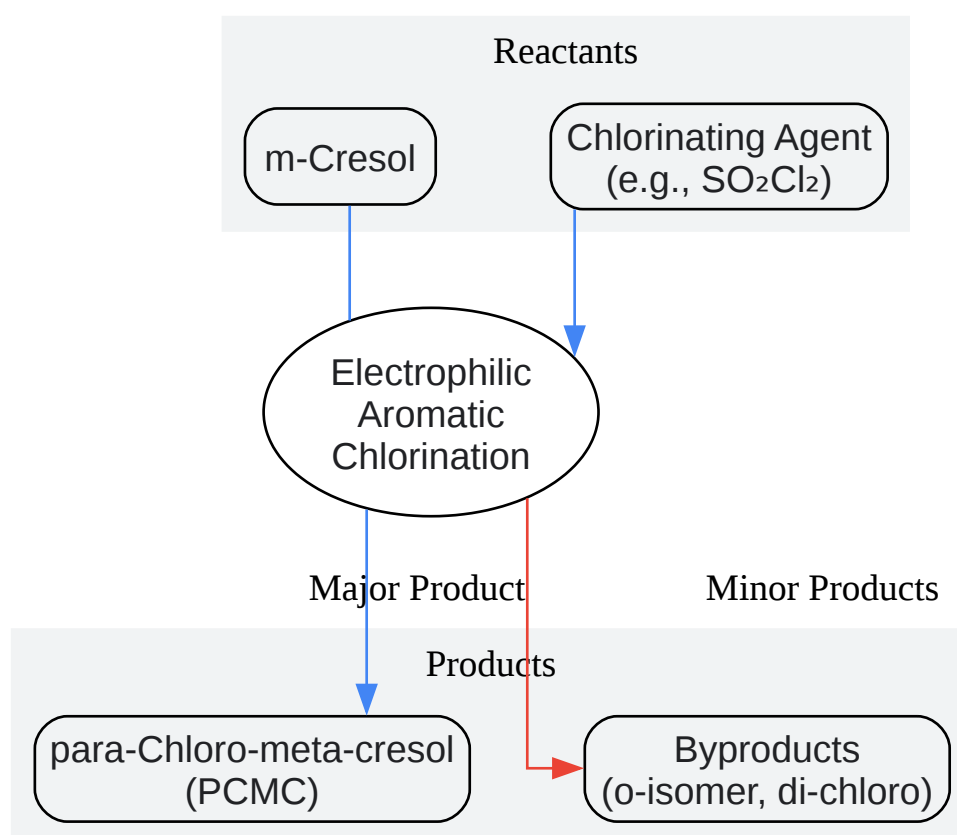 Reactants
m-Cresol
Chlorinating Agent
(e.g., SO₂Cl₂)
Electrophilic
Aromatic
Chlorination
Major Product
Minor Products
Products
para-Chloro-meta-cresol
(PCMC)
Byproducts
(o-isomer, di-chloro)